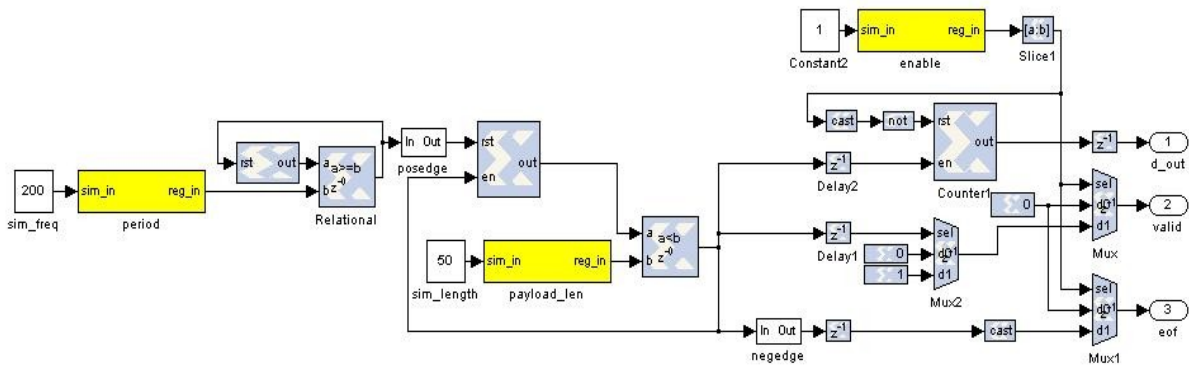 1
sim_in reg_in
[a:b]
Constant2
enable
Slice1
cast
not
rst
out
en
Counter1
z⁻¹
1
d_out
z⁻¹
Delay2
In Out
posedge
rst
out
en
rst out
a
a>=b
b
z⁻⁰
Relational
200
sim_freq
sim_in reg_in
period
0
sel
d0
z⁻¹
d1
Mux
2
valid
a
a<b
b
z⁻⁰
z⁻¹
Delay1
0
1
sel
d0
z⁻¹
d1
Mux2
50
sim_length
sim_in reg_in
payload_len
sel
d0
z⁻¹
d1
Mux1
3
eof
In Out
negedge
z⁻¹
cast